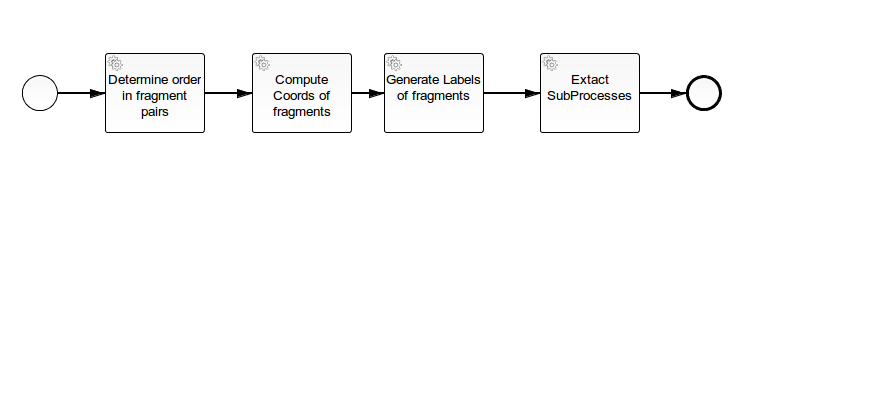 Determine order
in fragment
pairs
Compute
Coords of
fragments
Generate Labels
of fragments
Extact
SubProcesses